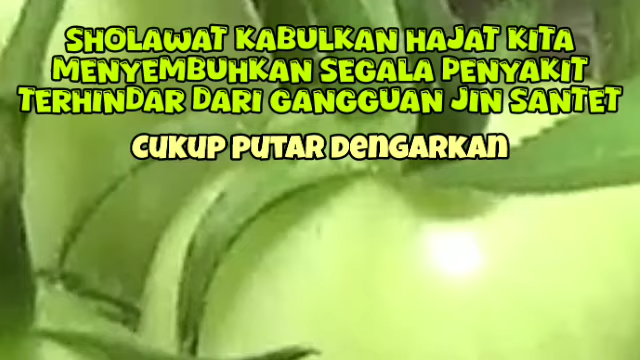 SHOLAWAT KABULKAN HAJAT KITA
MENYEMBUHKAN SEGALA PENYAKIT
TERHINDAR DARI GANGGUAN JIN SANTET
CUKUP PUTAR DENGARKAN